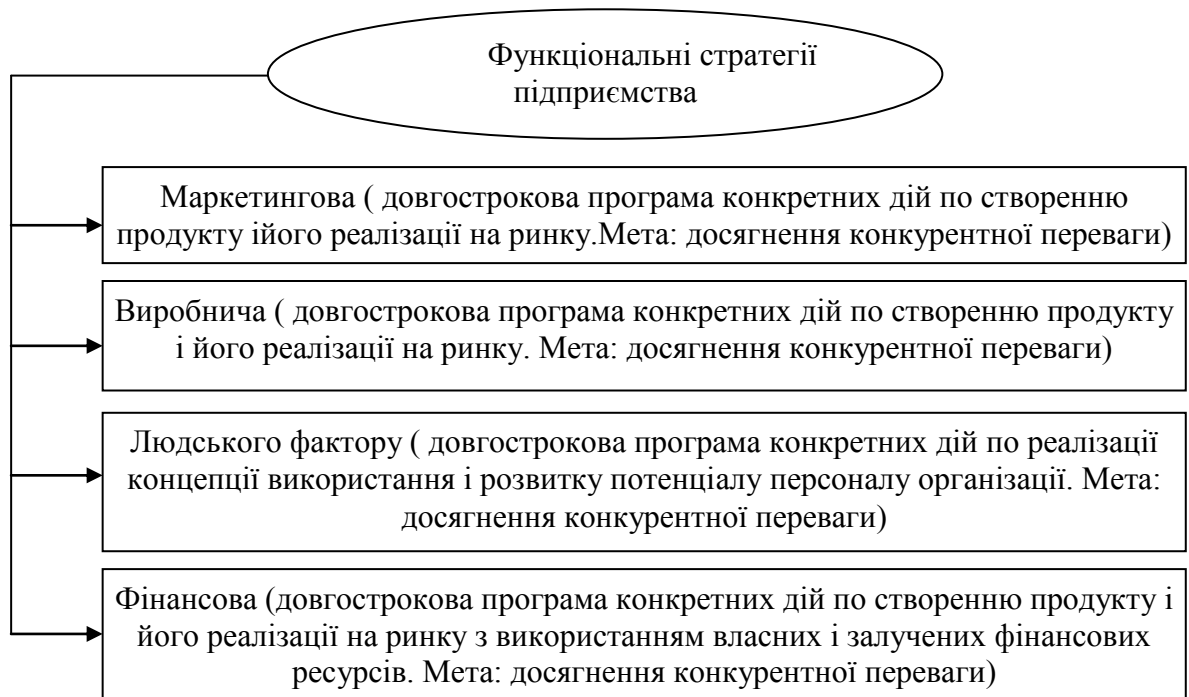 Функціональні стратегії
підприємства
Маркетингова ( довгострокова програма конкретних дій по створенню
продукту ійого реалізації на ринку.Мета: досягнення конкурентної переваги)
Виробнича ( довгострокова програма конкретних дій по створенню продукту
і його реалізації на ринку. Мета: досягнення конкурентної переваги)
Людського фактору ( довгострокова програма конкретних дій по реалізації
концепції використання і розвитку потенціалу персоналу організації. Мета:
досягнення конкурентної переваги)
Фінансова (довгострокова програма конкретних дій по створенню продукту і
його реалізації на ринку з використанням власних і залучених фінансових
ресурсів. Мета: досягнення конкурентної переваги)